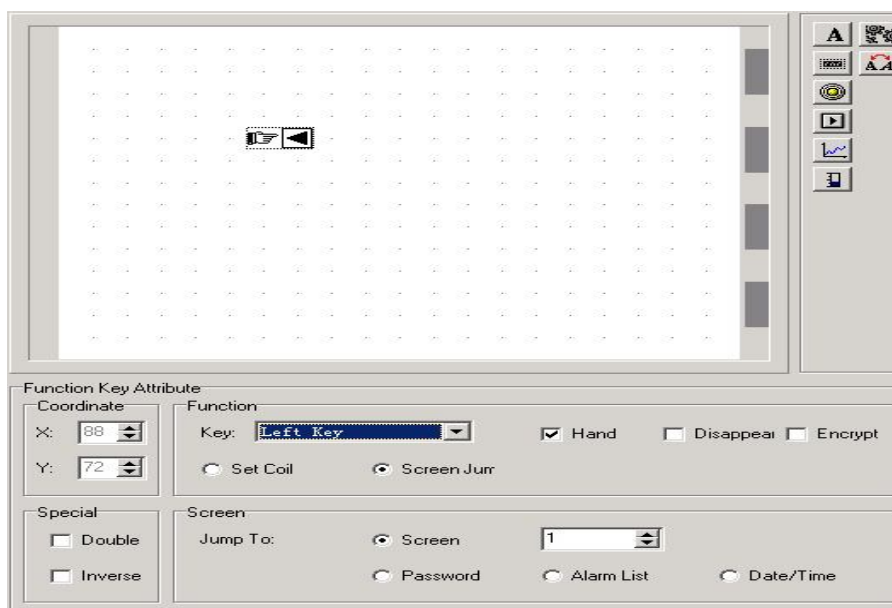 A
A A
Function Key Attribute
Coordinate
Function
X: 88
Key: Left Key
Hand
Disappear
Encrypt
Y: 72
Set Coil
Screen Jum
Special
Screen
Double
Jump To:
Screen
1
Inverse
Password
Alarm List
Date/Time